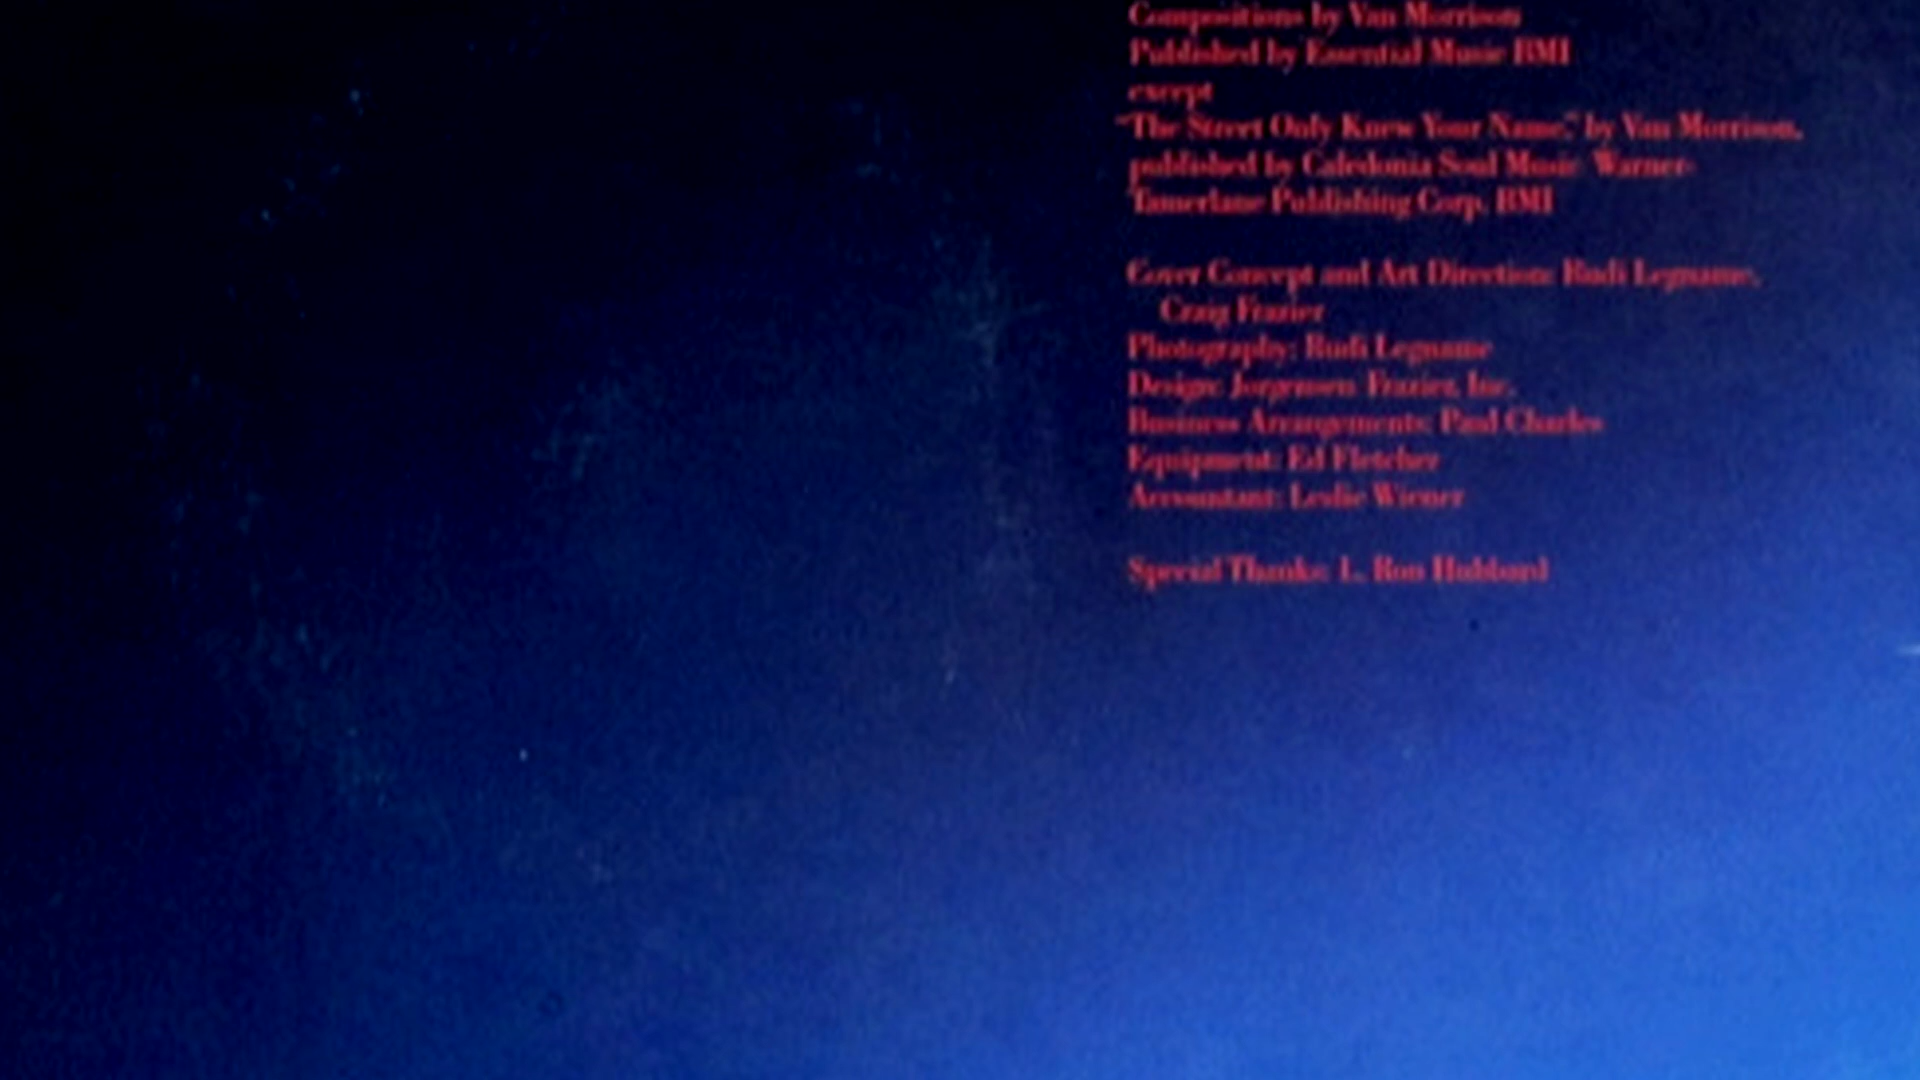 Compositions by Van Morrison
Published by Essential Music BMI
except
"The Street Only Knew Your Name," by Van Morrison,
published by Caledonia Soul Music/Warner-
Tamerlane Publishing Corp. BMI
Cover Concept and Art Direction: Rudi Legname,
Craig Frazier
Photography: Rudi Legname
Design: Jorgensen/Frazier, Inc.
Business Arrangements: Paul Charles
Equipment: Ed Fletcher
Accountant: Leslie Wiener
Special Thanks: L. Ron Hubbard